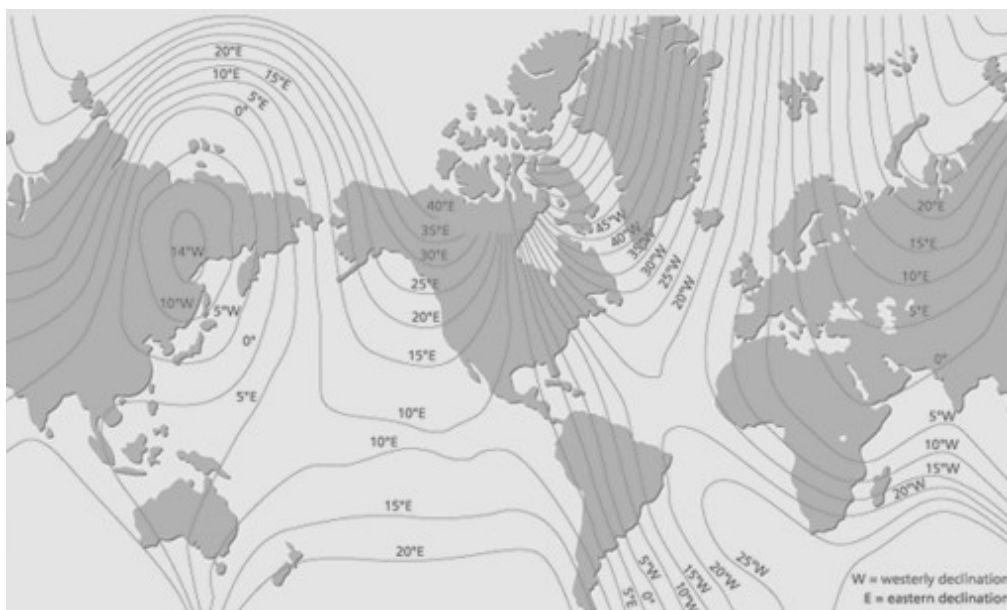 20°E
15°E
10°E
5°E
0°
14°W
10°W
5°W
0°
5°E
40°E
35°E
30°E
25°E
20°E
15°E
10°E
10°E
15°E
20°E
45°W
40°W
35°W
30°W
25°W
20°W
20°E
15°E
10°E
5°E
0°
5°W
10°W
15°W
20°W
25°W
20°W
15°W
10°W
5°W
0°
5°E
W = westerly declination
E = eastern declination